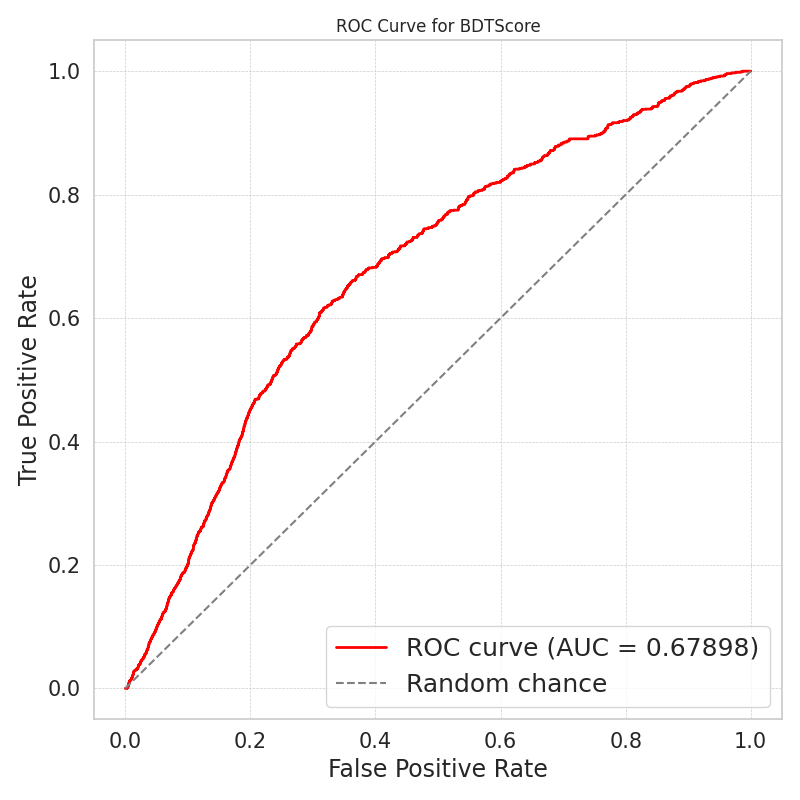 ROC Curve for BDTScore
True Positive Rate
1.0
0.8
0.6
0.4
0.2
0.0
ROC curve (AUC = 0.67898)
Random chance
0.0 0.2 0.4 0.6 0.8 1.0
False Positive Rate